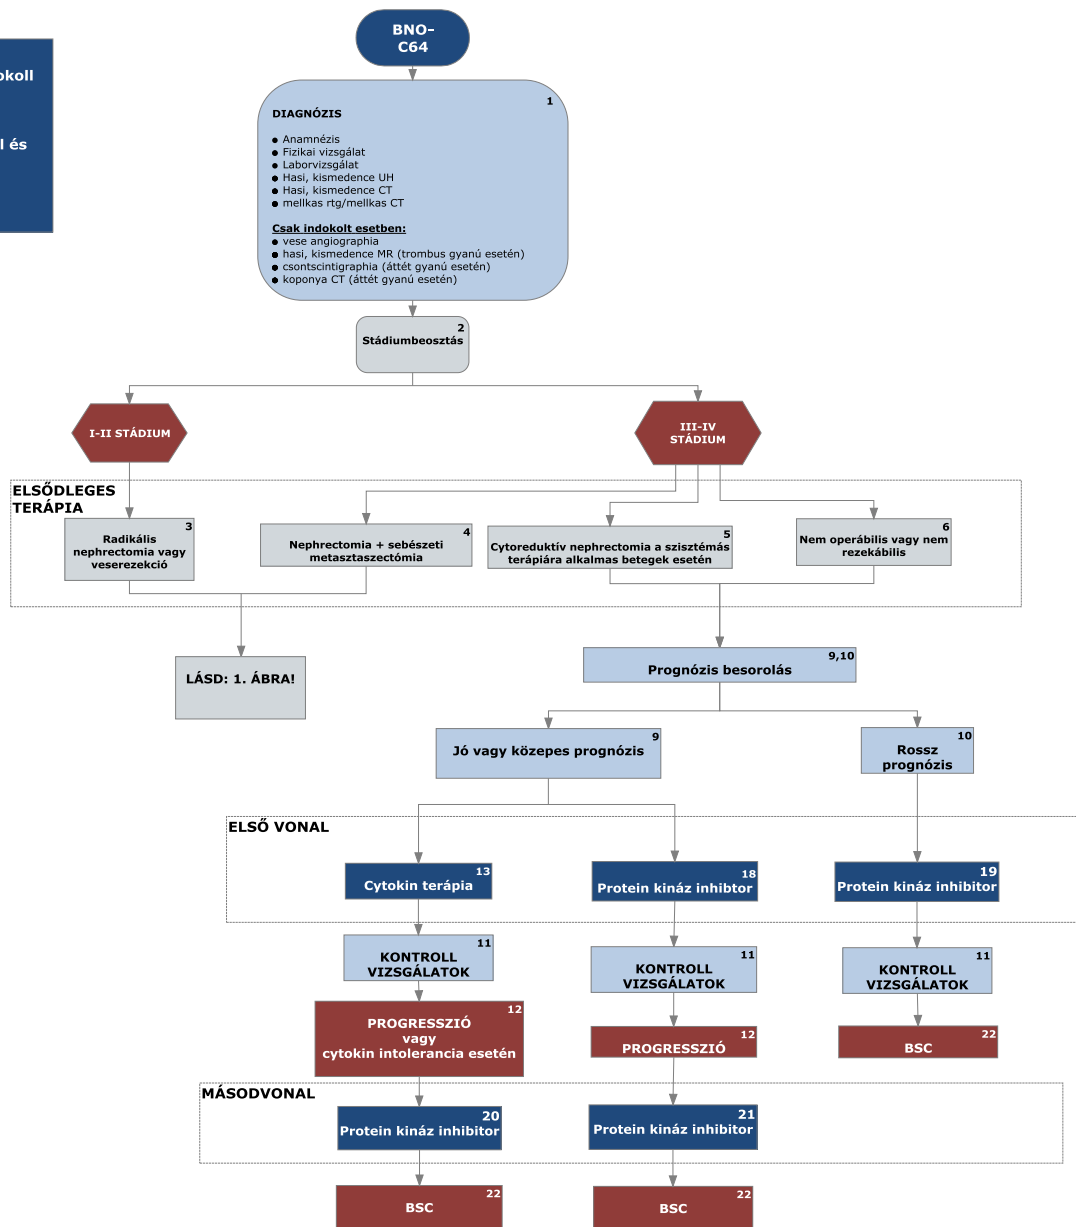 BNO–
C64
okoll
l és
1
DIAGNÓZIS
● Anamnézis
● Fizikai vizsgálat
● Laborvizsgálat
● Hasi, kismedence UH
● Hasi, kismedence CT
● mellkas rtg/mellkas CT
Csak indokolt esetben:
● vese angiographia
● hasi, kismedence MR (trombus gyanú esetén)
● csontscintigraphia (áttét gyanú esetén)
● koponya CT (áttét gyanú esetén)
2
Stádiumbeosztás
I–II STÁDIUM
III–IV
STÁDIUM
ELSŐDLEGES
TERÁPIA
3
Radikális
nephrectomia vagy
veserezekció
4
Nephrectomia + sebészeti
metasztaszectómia
5
Cytoreduktív nephrectomia a szisztémás
terápiára alkalmas betegek esetén
6
Nem operábilis vagy nem
rezekábilis
LÁSD: 1. ÁBRA!
9,10
Prognózis besorolás
9
Jó vagy közepes prognózis
10
Rossz
prognózis
ELSŐ VONAL
13
Cytokin terápia
18
Protein kináz inhibtor
19
Protein kináz inhibitor
11
KONTROLL
VIZSGÁLATOK
11
KONTROLL
VIZSGÁLATOK
11
KONTROLL
VIZSGÁLATOK
12
PROGRESSZIÓ
vagy
cytokin intolerancia esetén
12
PROGRESSZIÓ
22
BSC
MÁSODVONAL
20
Protein kináz inhibitor
21
Protein kináz inhibitor
22
BSC
22
BSC